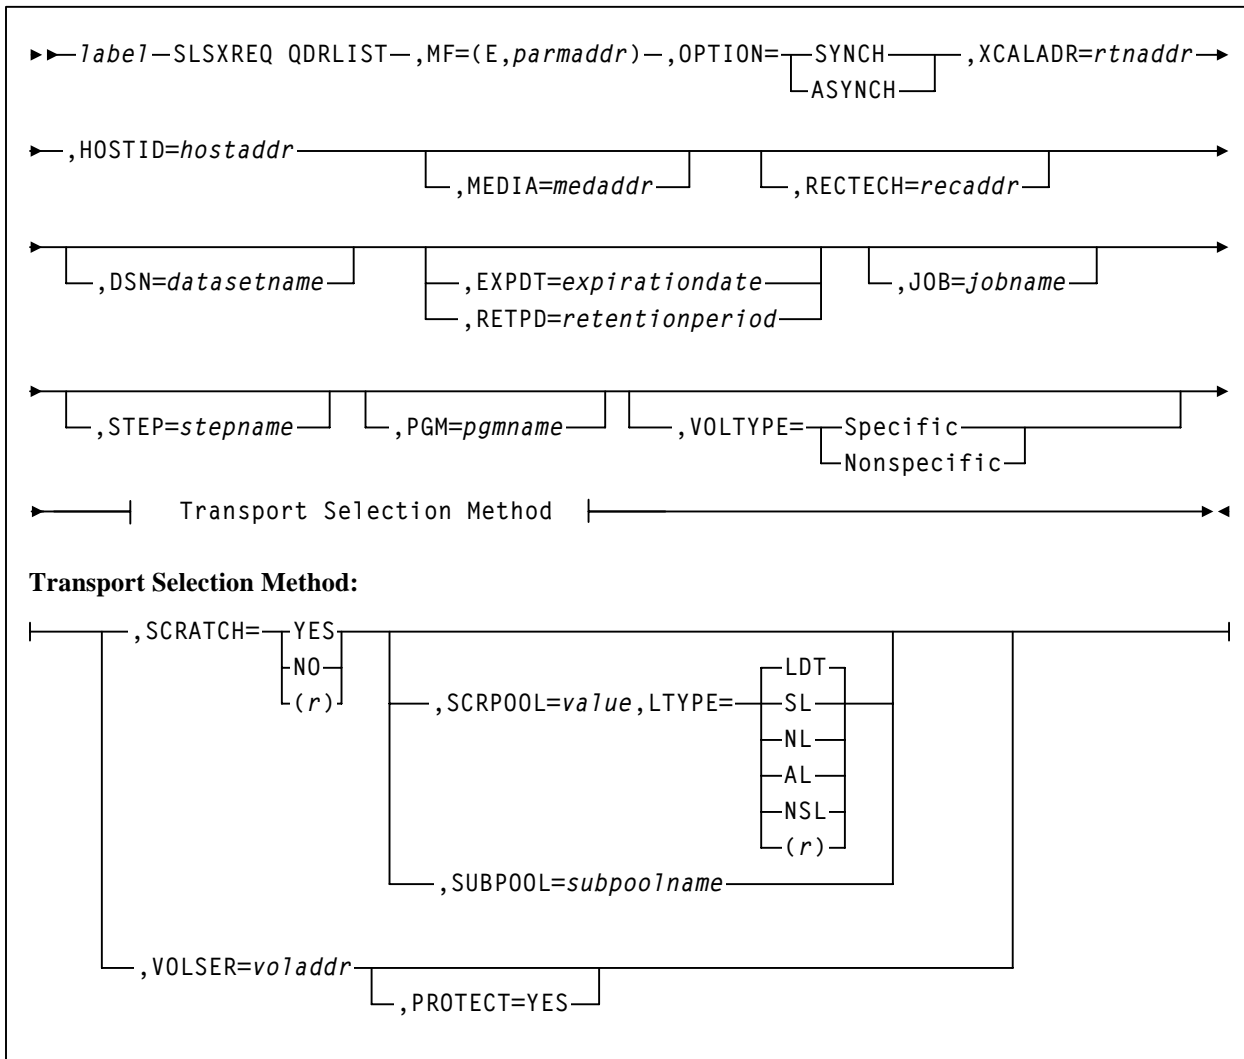 label SLSXREQ QDRLIST ,MF=(E,parmaddr) ,OPTION= SYNCH ,XCALADR=rtnaddr
ASYNCH
,HOSTID=hostaddr
,MEDIA=medaddr ,RECTECH=recaddr
,DSN=datasetname ,EXPDT=expirationdate ,JOB=jobname
,RETPD=retentionperiod
,STEP=stepname ,PGM=pgmname ,VOLTYPE= Specific
Nonspecific
Transport Selection Method
Transport Selection Method:
,SCRATCH= YES
NO
(r)
LDT
,SCRPOOL=value,LTYPE= SL
NL
AL
NSL
(r)
,SUBPOOL=subpoolname
,VOLSER=voladdr
,PROTECT=YES